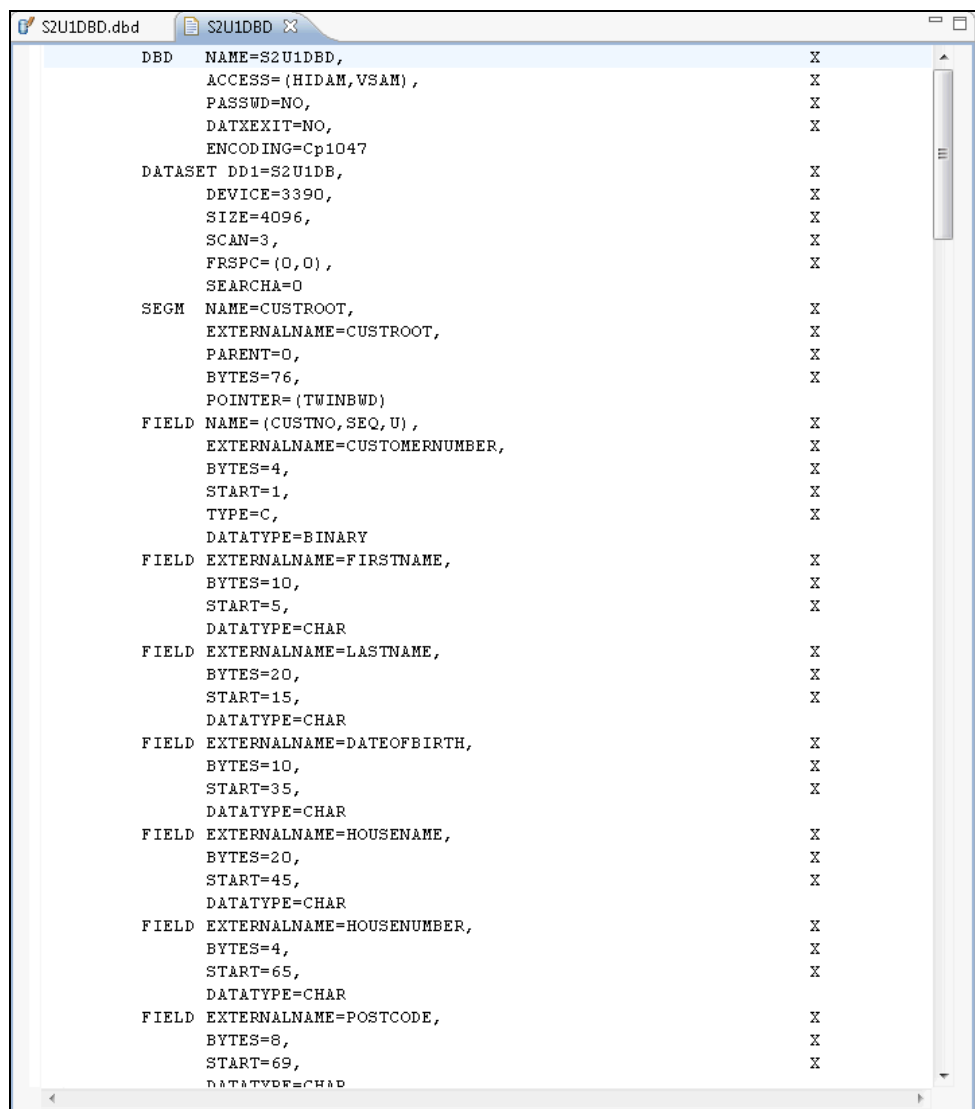 S2U1DBD.dbd S2U1DBD
DBD NAME=S2U1DBD, X
ACCESS=(HIDAM,VSAM), X
PASSWD=NO, X
DATXEXIT=NO, X
ENCODING=Cp1047
DATASET DD1=S2U1DB, X
DEVICE=3390, X
SIZE=4096, X
SCAN=3, X
FRSPC=(0,0), X
SEARCHA=0
SEGM NAME=CUSTROOT, X
EXTERNALNAME=CUSTROOT, X
PARENT=0, X
BYTES=76, X
POINTER=(TWINBWD)
FIELD NAME=(CUSTNO,SEQ,U), X
EXTERNALNAME=CUSTOMERNUMBER, X
BYTES=4, X
START=1, X
TYPE=C, X
DATATYPE=BINARY
FIELD EXTERNALNAME=FIRSTNAME, X
BYTES=10, X
START=5, X
DATATYPE=CHAR
FIELD EXTERNALNAME=LASTNAME, X
BYTES=20, X
START=15, X
DATATYPE=CHAR
FIELD EXTERNALNAME=DATEOFBIRTH, X
BYTES=10, X
START=35, X
DATATYPE=CHAR
FIELD EXTERNALNAME=HOUSENAME, X
BYTES=20, X
START=45, X
DATATYPE=CHAR
FIELD EXTERNALNAME=HOUSENUMBER, X
BYTES=4, X
START=65, X
DATATYPE=CHAR
FIELD EXTERNALNAME=POSTCODE, X
BYTES=8, X
START=69, X
DATATYPE=CHAR